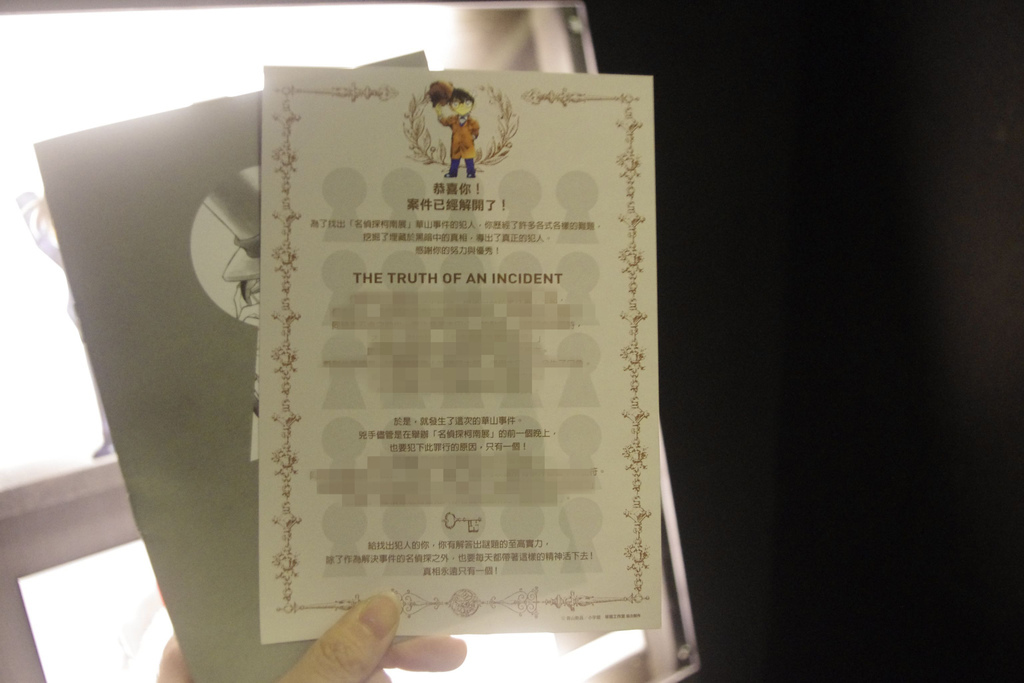 恭喜你！
案件已經解開了！
為了找出「名偵探柯南展」華山事件的犯人，你歷經了許多各式各樣的難題，
挖掘了埋藏於黑暗中的真相，導出了真正的犯人。
感謝你的努力與優秀！
THE TRUTH OF AN INCIDENT
於是，就發生了這次的華山事件。
兇手儘管是在舉辦「名偵探柯南展」的前一個晚上，
也要犯下此罪行的原因，只有一個！
給找出犯人的你，你有解答出謎題的至高實力，
除了作為解決事件的名偵探之外，也要每天都帶著這樣的精神活下去！
真相永遠只有一個！